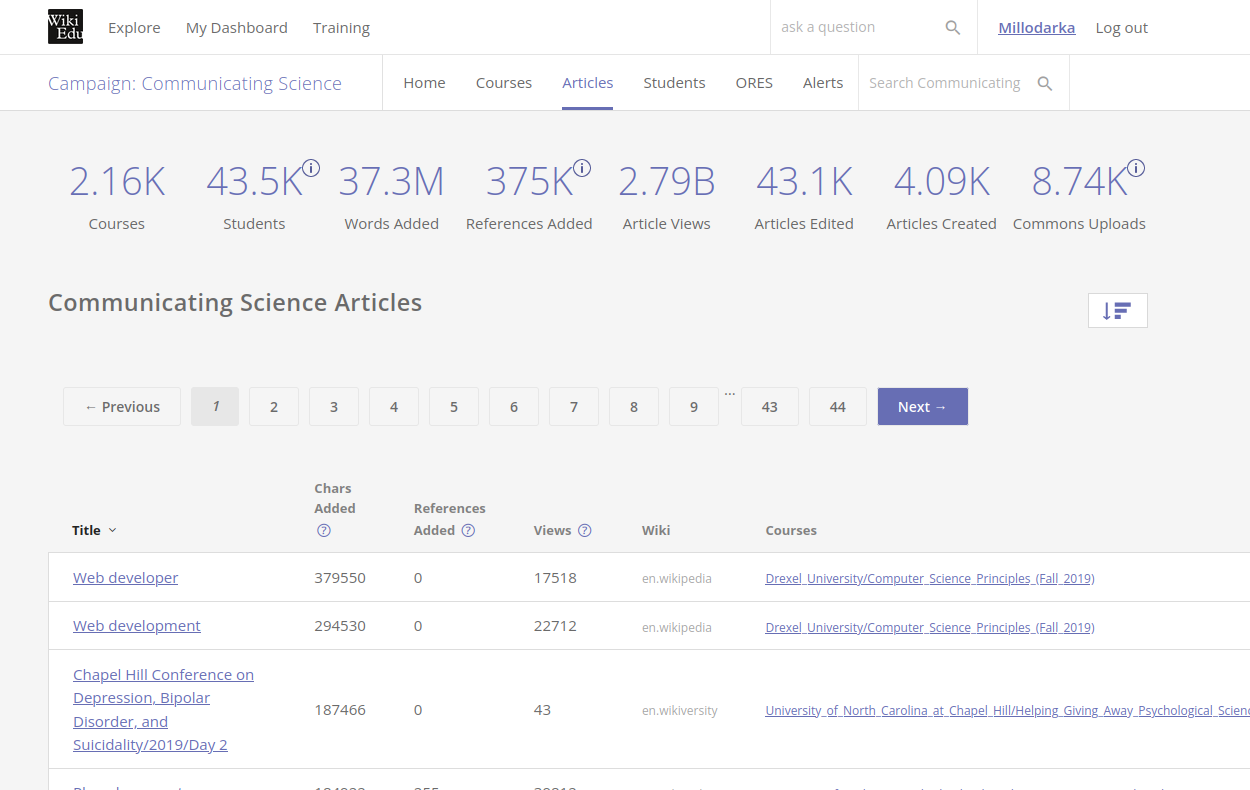 Wiki Edu
Explore My Dashboard Training ask a question Millodarka Log out
Campaign: Communicating Science Home Courses Articles Students ORES Alerts Search Communicating
2.16K 43.5K 37.3M 375K 2.79B 43.1K 4.09K 8.74K
Courses Students Words Added References Added Article Views Articles Edited Articles Created Commons Uploads
Communicating Science Articles
← Previous 1 2 3 4 5 6 7 8 9 ... 43 44 Next →
Chars
Added References
Title Added Views Wiki Courses
Web developer 379550 0 17518 en.wikipedia Drexel_University/Computer_Science_Principles_(Fall_2019)
Web development 294530 0 22712 en.wikipedia Drexel_University/Computer_Science_Principles_(Fall_2019)
Chapel Hill Conference on
Depression, Bipolar
Disorder, and
Suicidality/2019/Day 2
187466 0 43 en.wikiversity University_of_North_Carolina_at_Chapel_Hill/Helping_Giving_Away_Psychological_Scienc